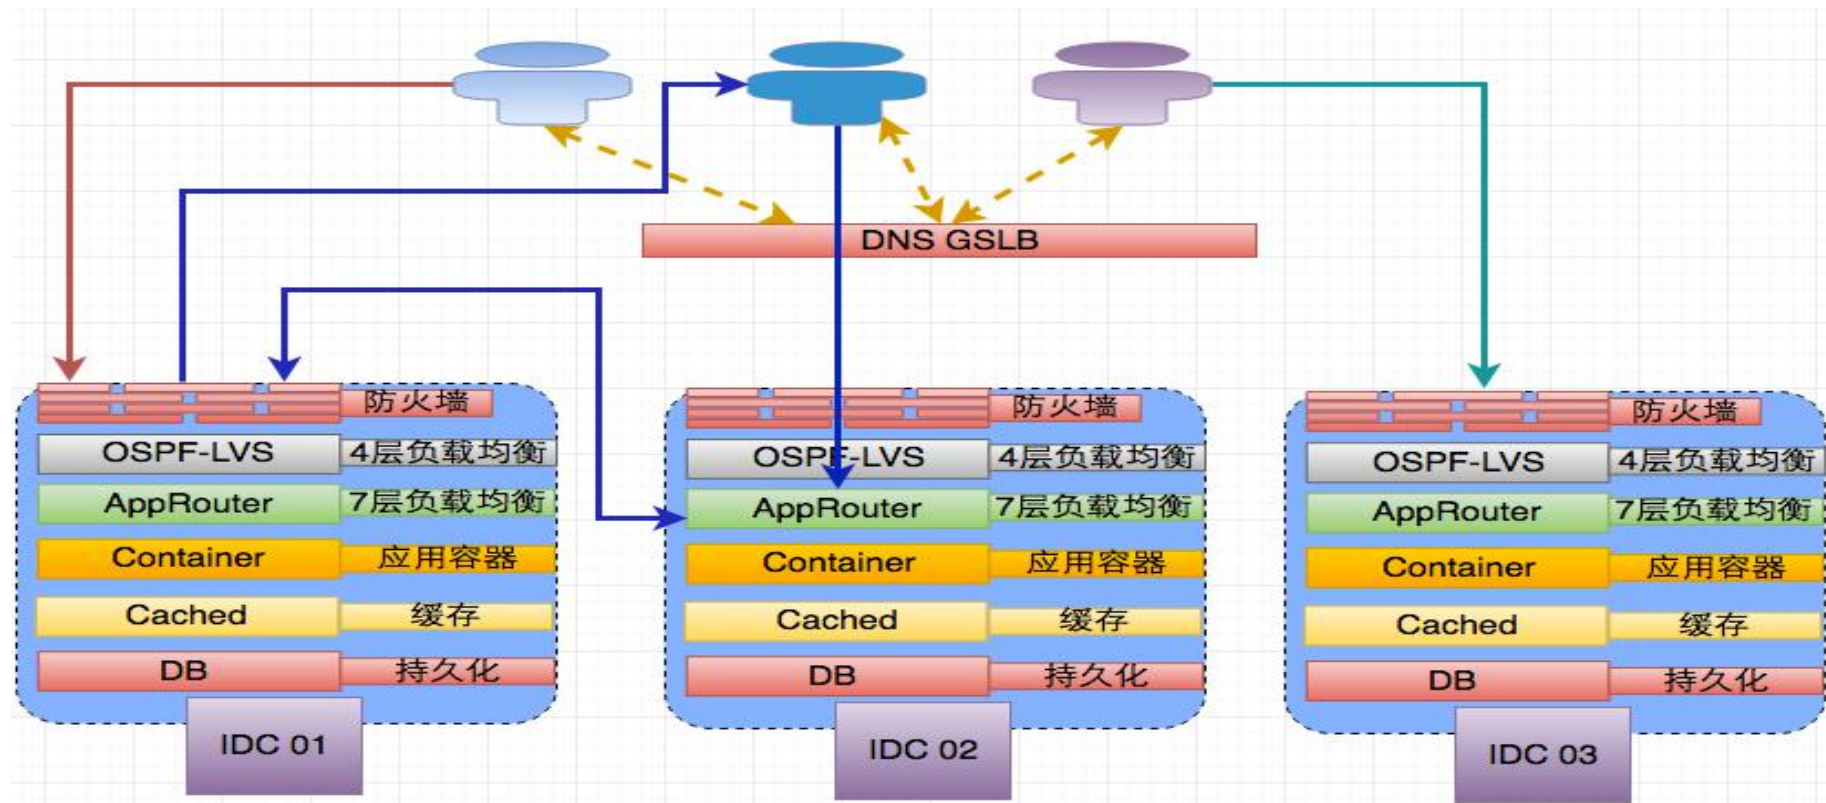 DNS GSLB
防火墙
OSPF-LVS 4层负载均衡
AppRouter 7层负载均衡
Container 应用容器
Cached 缓存
DB 持久化
IDC 01
防火墙
OSPF-LVS 4层负载均衡
AppRouter 7层负载均衡
Container 应用容器
Cached 缓存
DB 持久化
IDC 02
防火墙
OSPF-LVS 4层负载均衡
AppRouter 7层负载均衡
Container 应用容器
Cached 缓存
DB 持久化
IDC 03